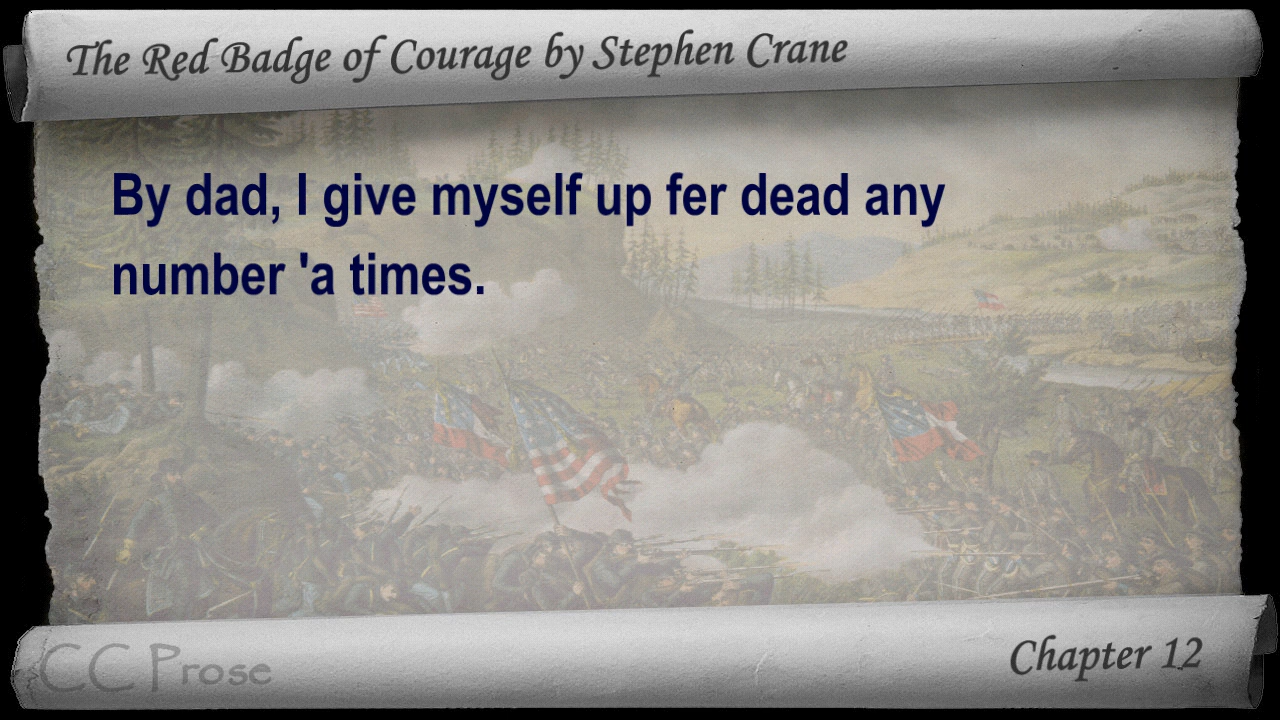 The Red Badge of Courage by Stephen Crane
By dad, I give myself up fer dead any
number 'a times.
CC Prose
Chapter 12